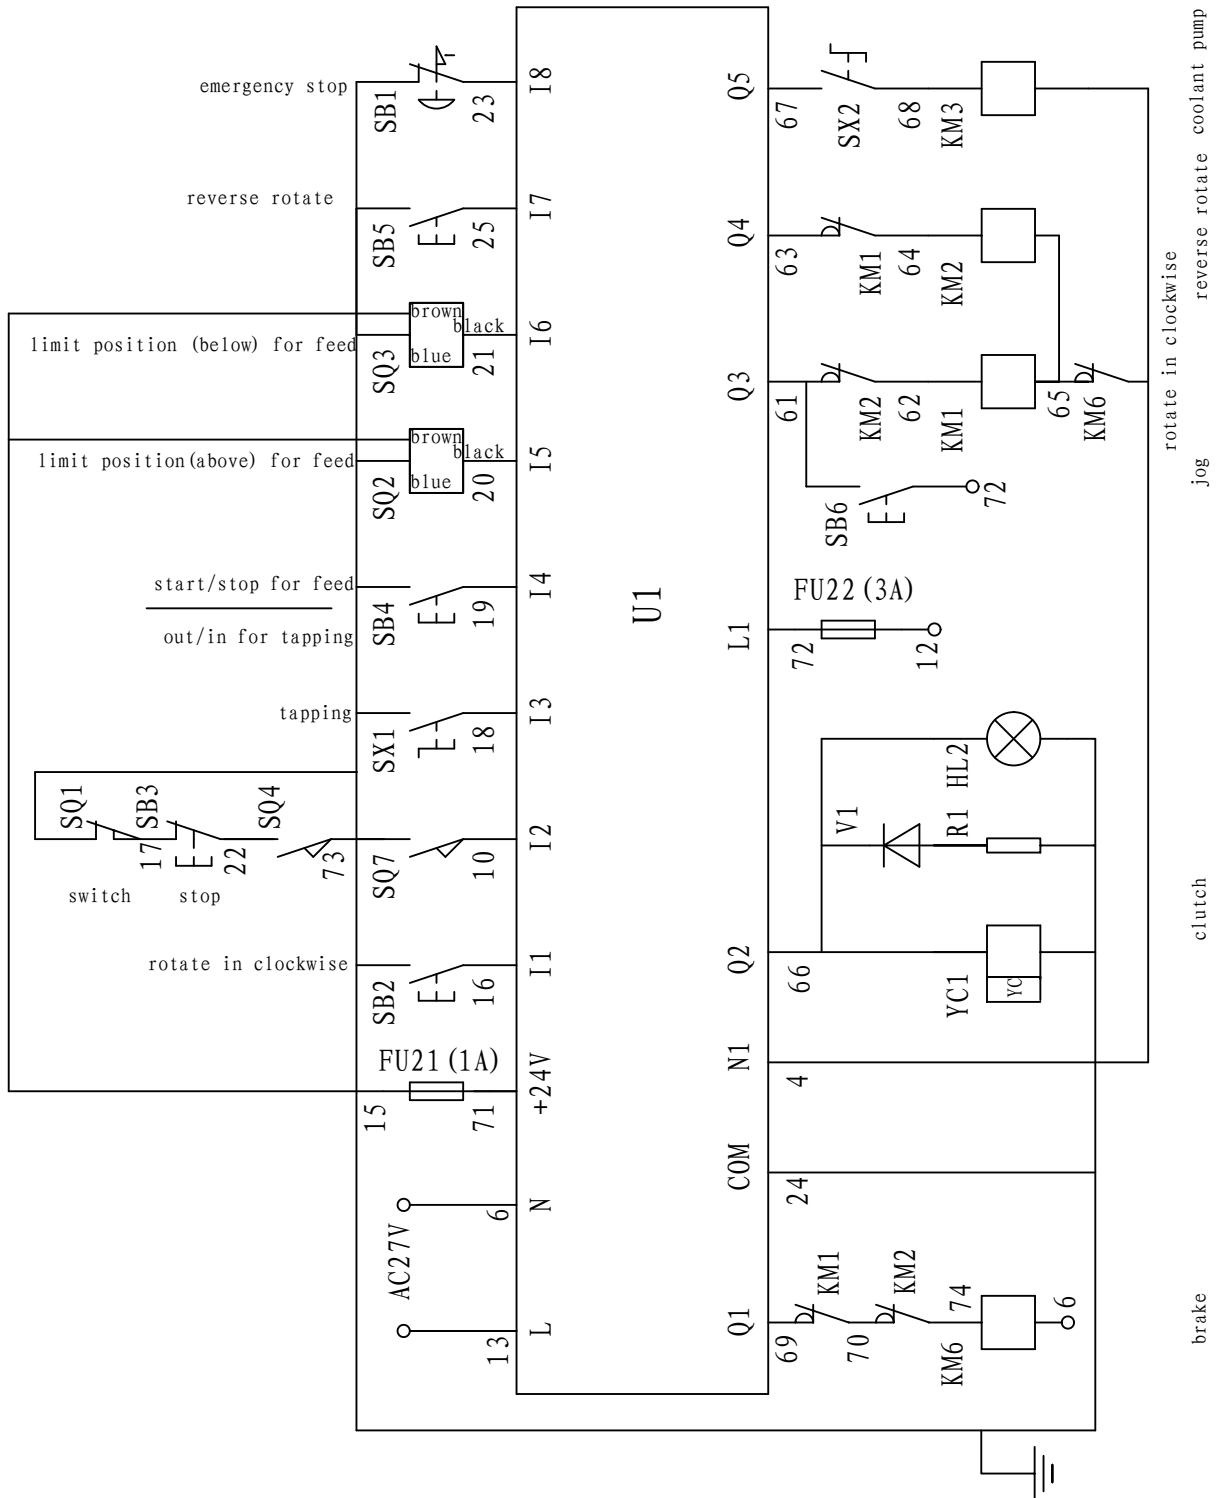 emergency stop
SB1
23
I8
reverse rotate
SB5
25
I7
brown
black
blue
limit position (below) for feed
SQ3
21
I6
brown
black
blue
limit position(above) for feed
SQ2
20
I5
start/stop for feed
out/in for tapping
SB4
19
I4
tapping
SX1
18
I3
SQ1
17
SB3
22
SQ4
73
SQ7
10
I2
switch
stop
rotate in clockwise
SB2
16
I1
FU21(1A)
15
71
+24V
AC27V
6
N
13
L
U1
Q5
67
SX2
68
KM3
coolant pump
Q4
63
KM1
64
KM2
reverse rotate
Q3
61
KM2
62
KM1
65
KM6
rotate in clockwise
SB6
72
jog
FU22(3A)
L1
72
12
HL2
V1
R1
Q2
66
YC1
YC
clutch
N1
4
COM
24
Q1
69
KM1
70
KM2
74
KM6
6
brake